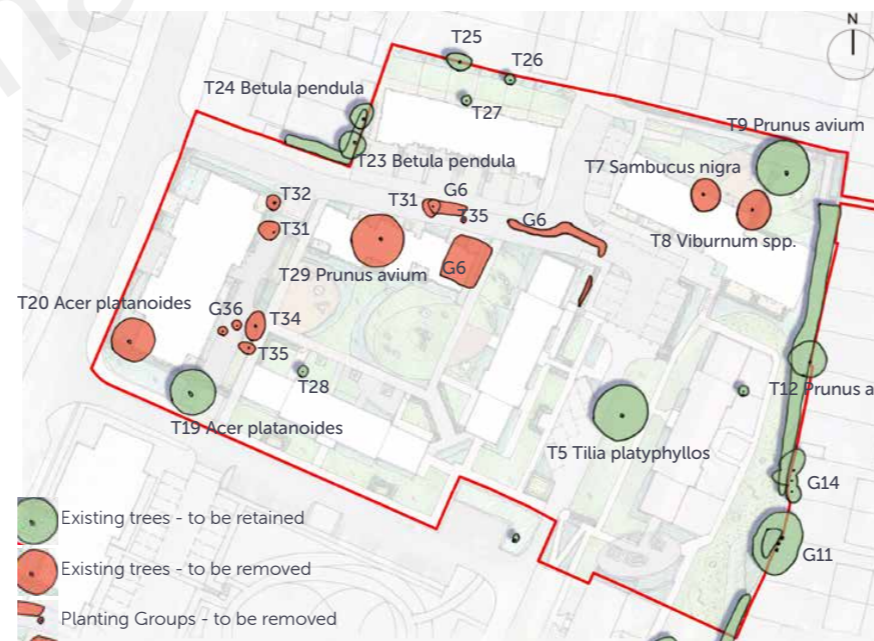 N
T25
T26
T24 Betula pendula
T27
T9 Prunus avium
T23 Betula pendula
T7 Sambucus nigra
T32
T31
G6
T31
T35
G6
T8 Viburnum spp.
T29 Prunus avium
G6
T20 Acer platanoides
G36
T34
T35
T28
T12 Prunus a
T19 Acer platanoides
T5 Tilia platyphyllos
G14
G11
Existing trees - to be retained
Existing trees - to be removed
Planting Groups - to be removed